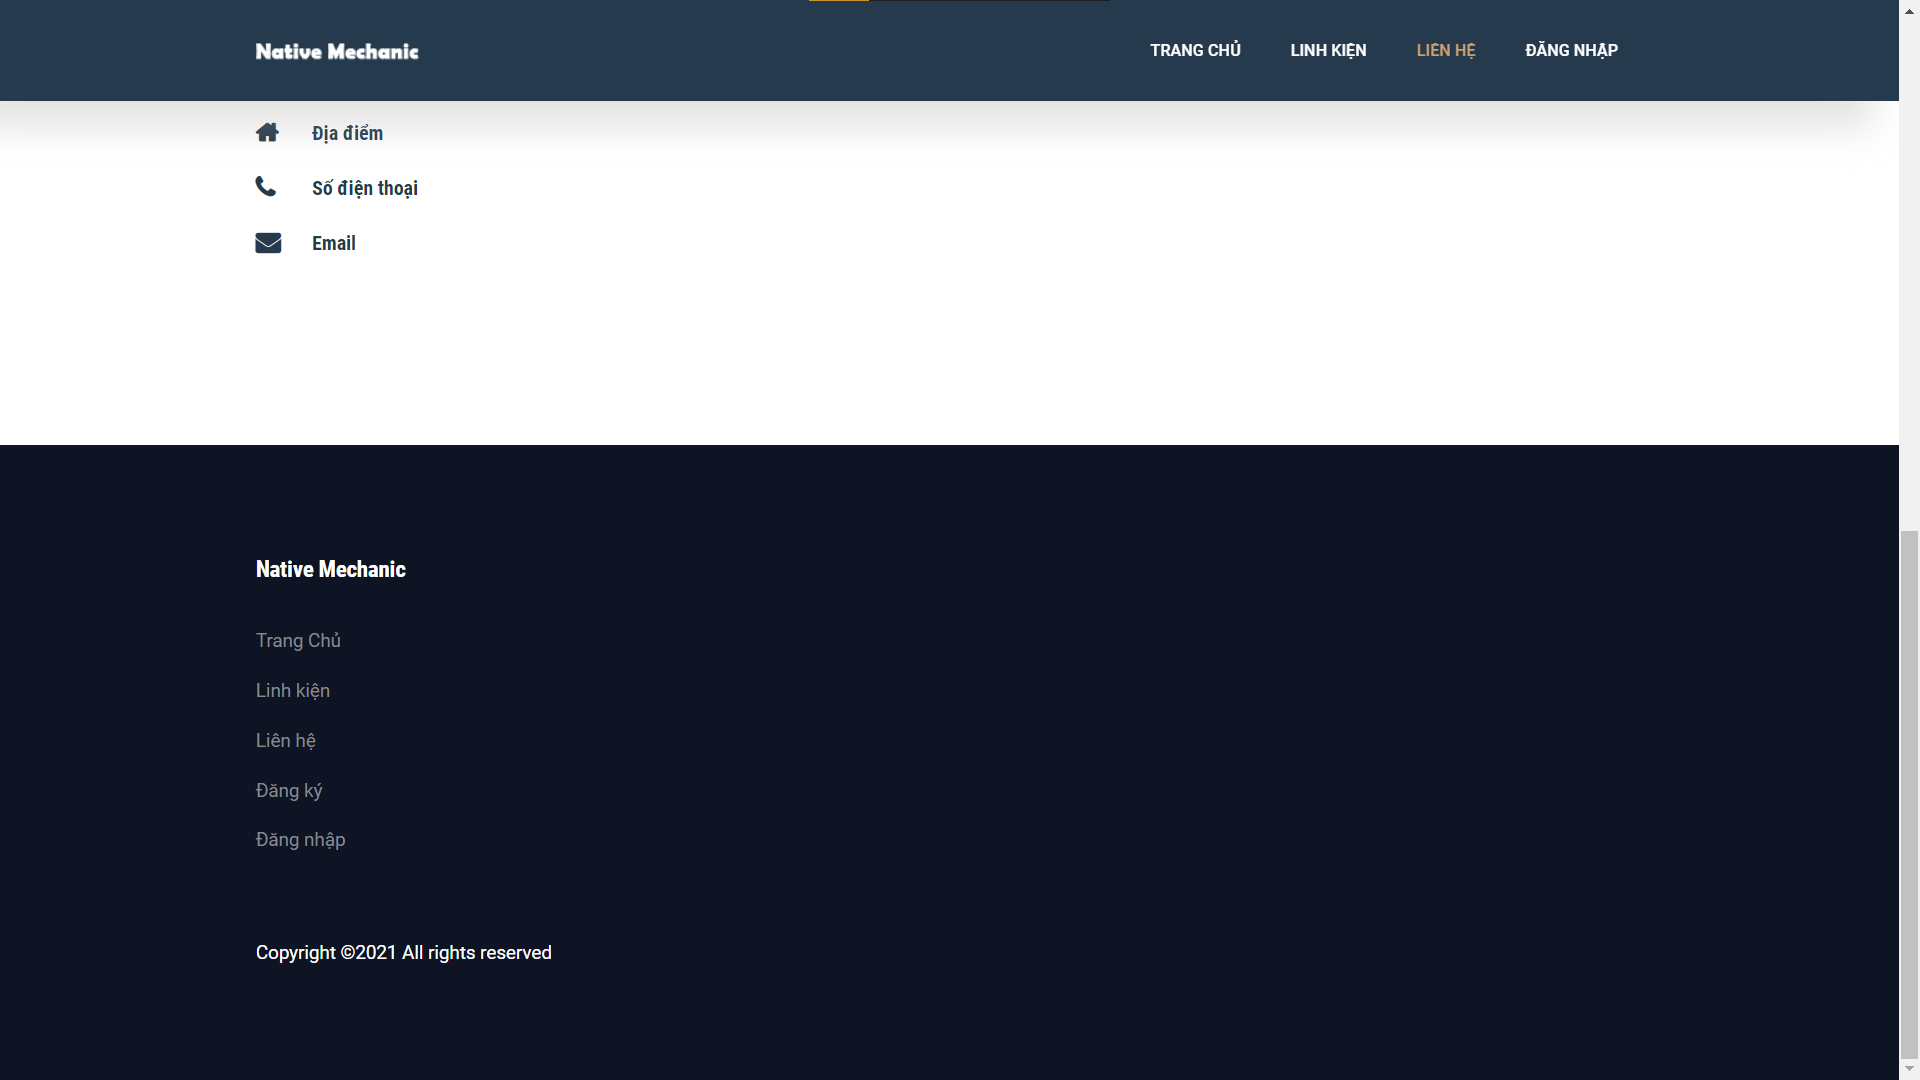 Native Mechanic
TRANG CHỦ
LINH KIỆN
LIÊN HỆ
ĐĂNG NHẬP
Địa điểm
Số điện thoại
Email
Native Mechanic
Trang Chủ
Linh kiện
Liên hệ
Đăng ký
Đăng nhập
Copyright ©2021 All rights reserved